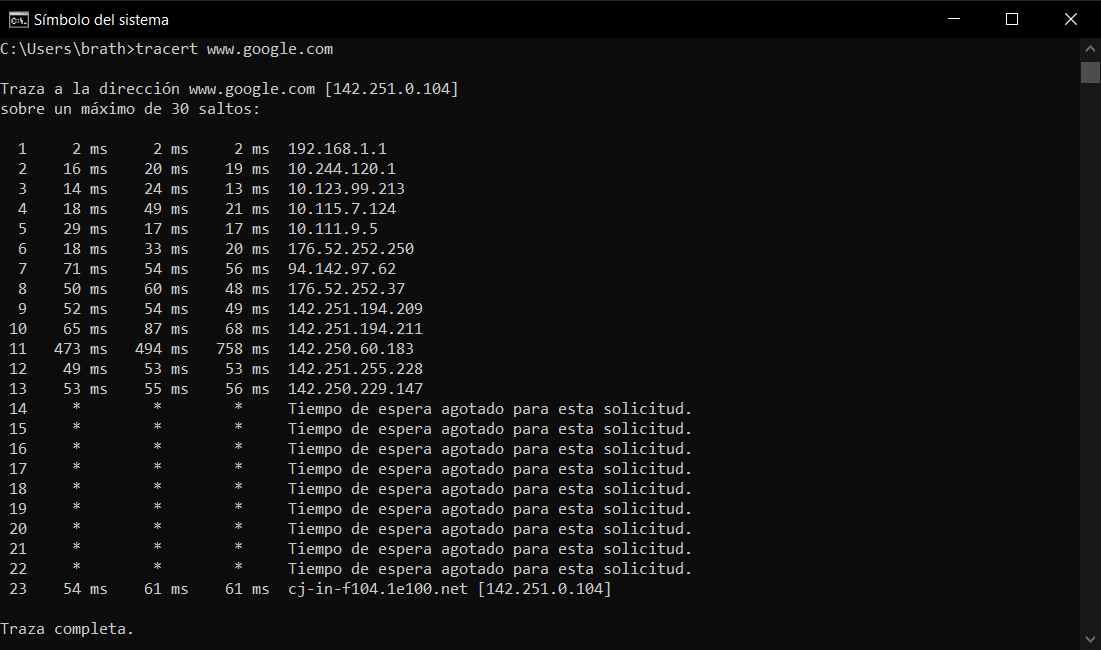 Símbolo del sistema
C:\Users\brath>tracert www.google.com
Traza a la dirección www.google.com [142.251.0.104]
sobre un máximo de 30 saltos:
1 2 ms 2 ms 2 ms 192.168.1.1
2 16 ms 20 ms 19 ms 10.244.120.1
3 14 ms 24 ms 13 ms 10.123.99.213
4 18 ms 49 ms 21 ms 10.115.7.124
5 29 ms 17 ms 17 ms 10.111.9.5
6 18 ms 33 ms 20 ms 176.52.252.250
7 71 ms 54 ms 56 ms 94.142.97.62
8 50 ms 60 ms 48 ms 176.52.252.37
9 52 ms 54 ms 49 ms 142.251.194.209
10 65 ms 87 ms 68 ms 142.251.194.211
11 473 ms 494 ms 758 ms 142.250.60.183
12 49 ms 53 ms 53 ms 142.251.255.228
13 53 ms 55 ms 56 ms 142.250.229.147
14 * * * Tiempo de espera agotado para esta solicitud.
15 * * * Tiempo de espera agotado para esta solicitud.
16 * * * Tiempo de espera agotado para esta solicitud.
17 * * * Tiempo de espera agotado para esta solicitud.
18 * * * Tiempo de espera agotado para esta solicitud.
19 * * * Tiempo de espera agotado para esta solicitud.
20 * * * Tiempo de espera agotado para esta solicitud.
21 * * * Tiempo de espera agotado para esta solicitud.
22 * * * Tiempo de espera agotado para esta solicitud.
23 54 ms 61 ms 61 ms cj-in-f104.1e100.net [142.251.0.104]
Traza completa.